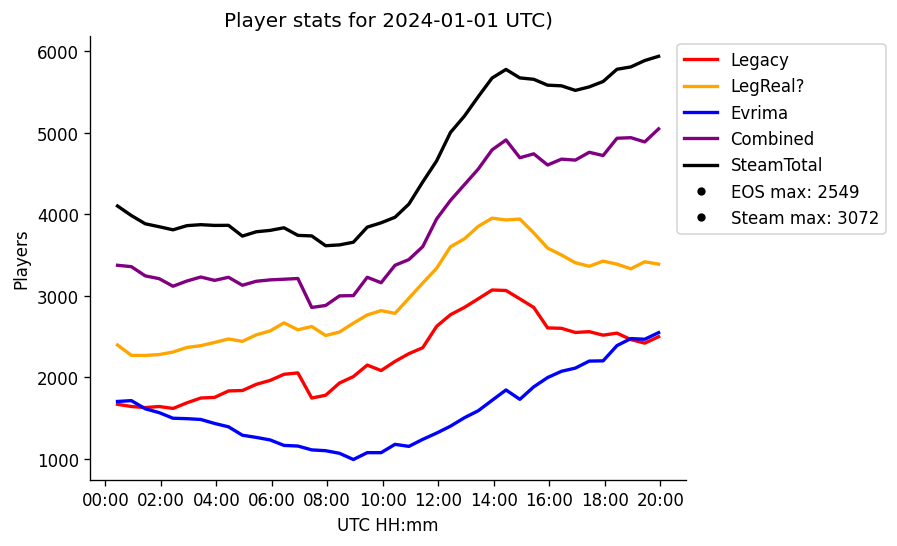 Player stats for 2024-01-01 UTC)
Players
6000
5000
4000
3000
2000
1000
00:00 02:00 04:00 06:00 08:00 10:00 12:00 14:00 16:00 18:00 20:00
UTC HH:mm
Legacy
LegReal?
Evrima
Combined
SteamTotal
EOS max: 2549
Steam max: 3072